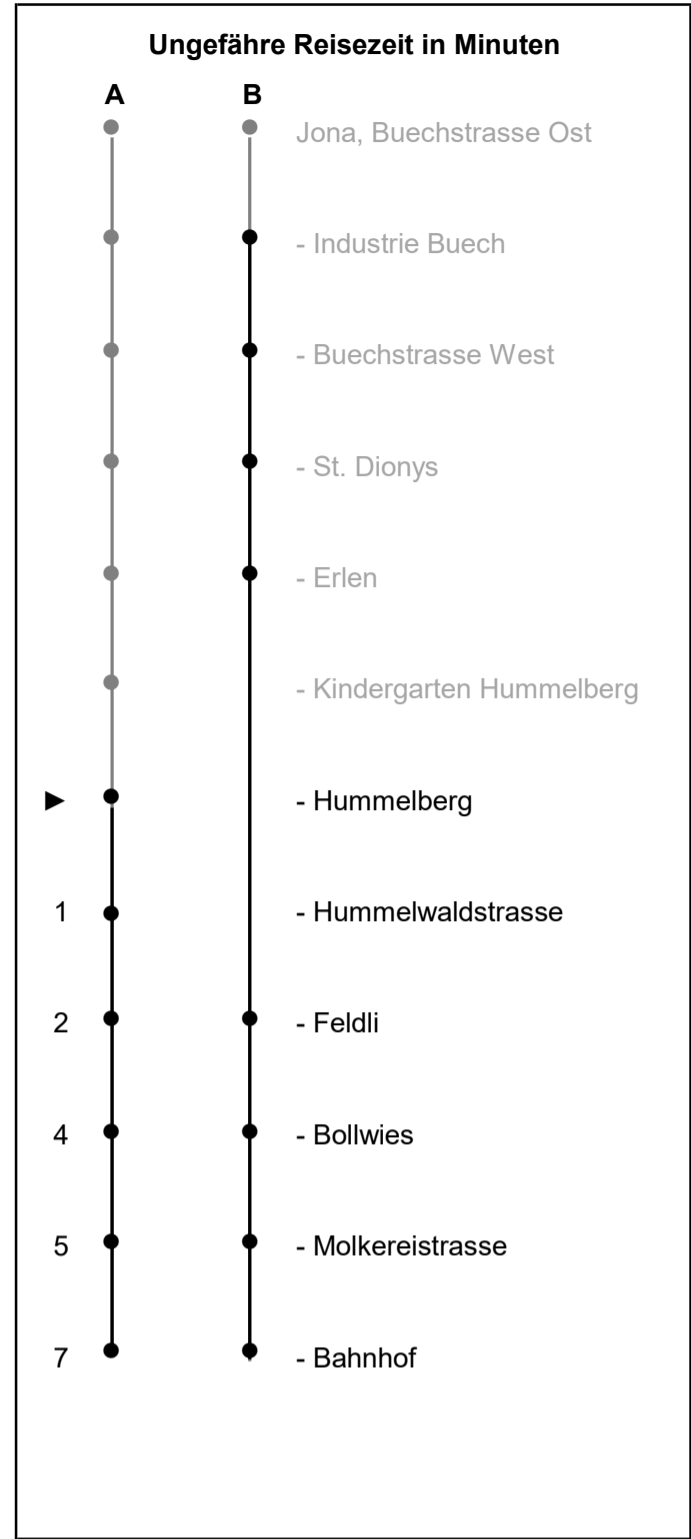 Ungefähre Reisezeit in Minuten
A B
Jona, Buechstrasse Ost
- Industrie Buech
- Buechstrasse West
- St. Dionys
- Erlen
- Kindergarten Hummelberg
- Hummelberg
1 - Hummelwaldstrasse
2 - Feldli
4 - Bollwies
5 - Molkereistrasse
7 - Bahnhof